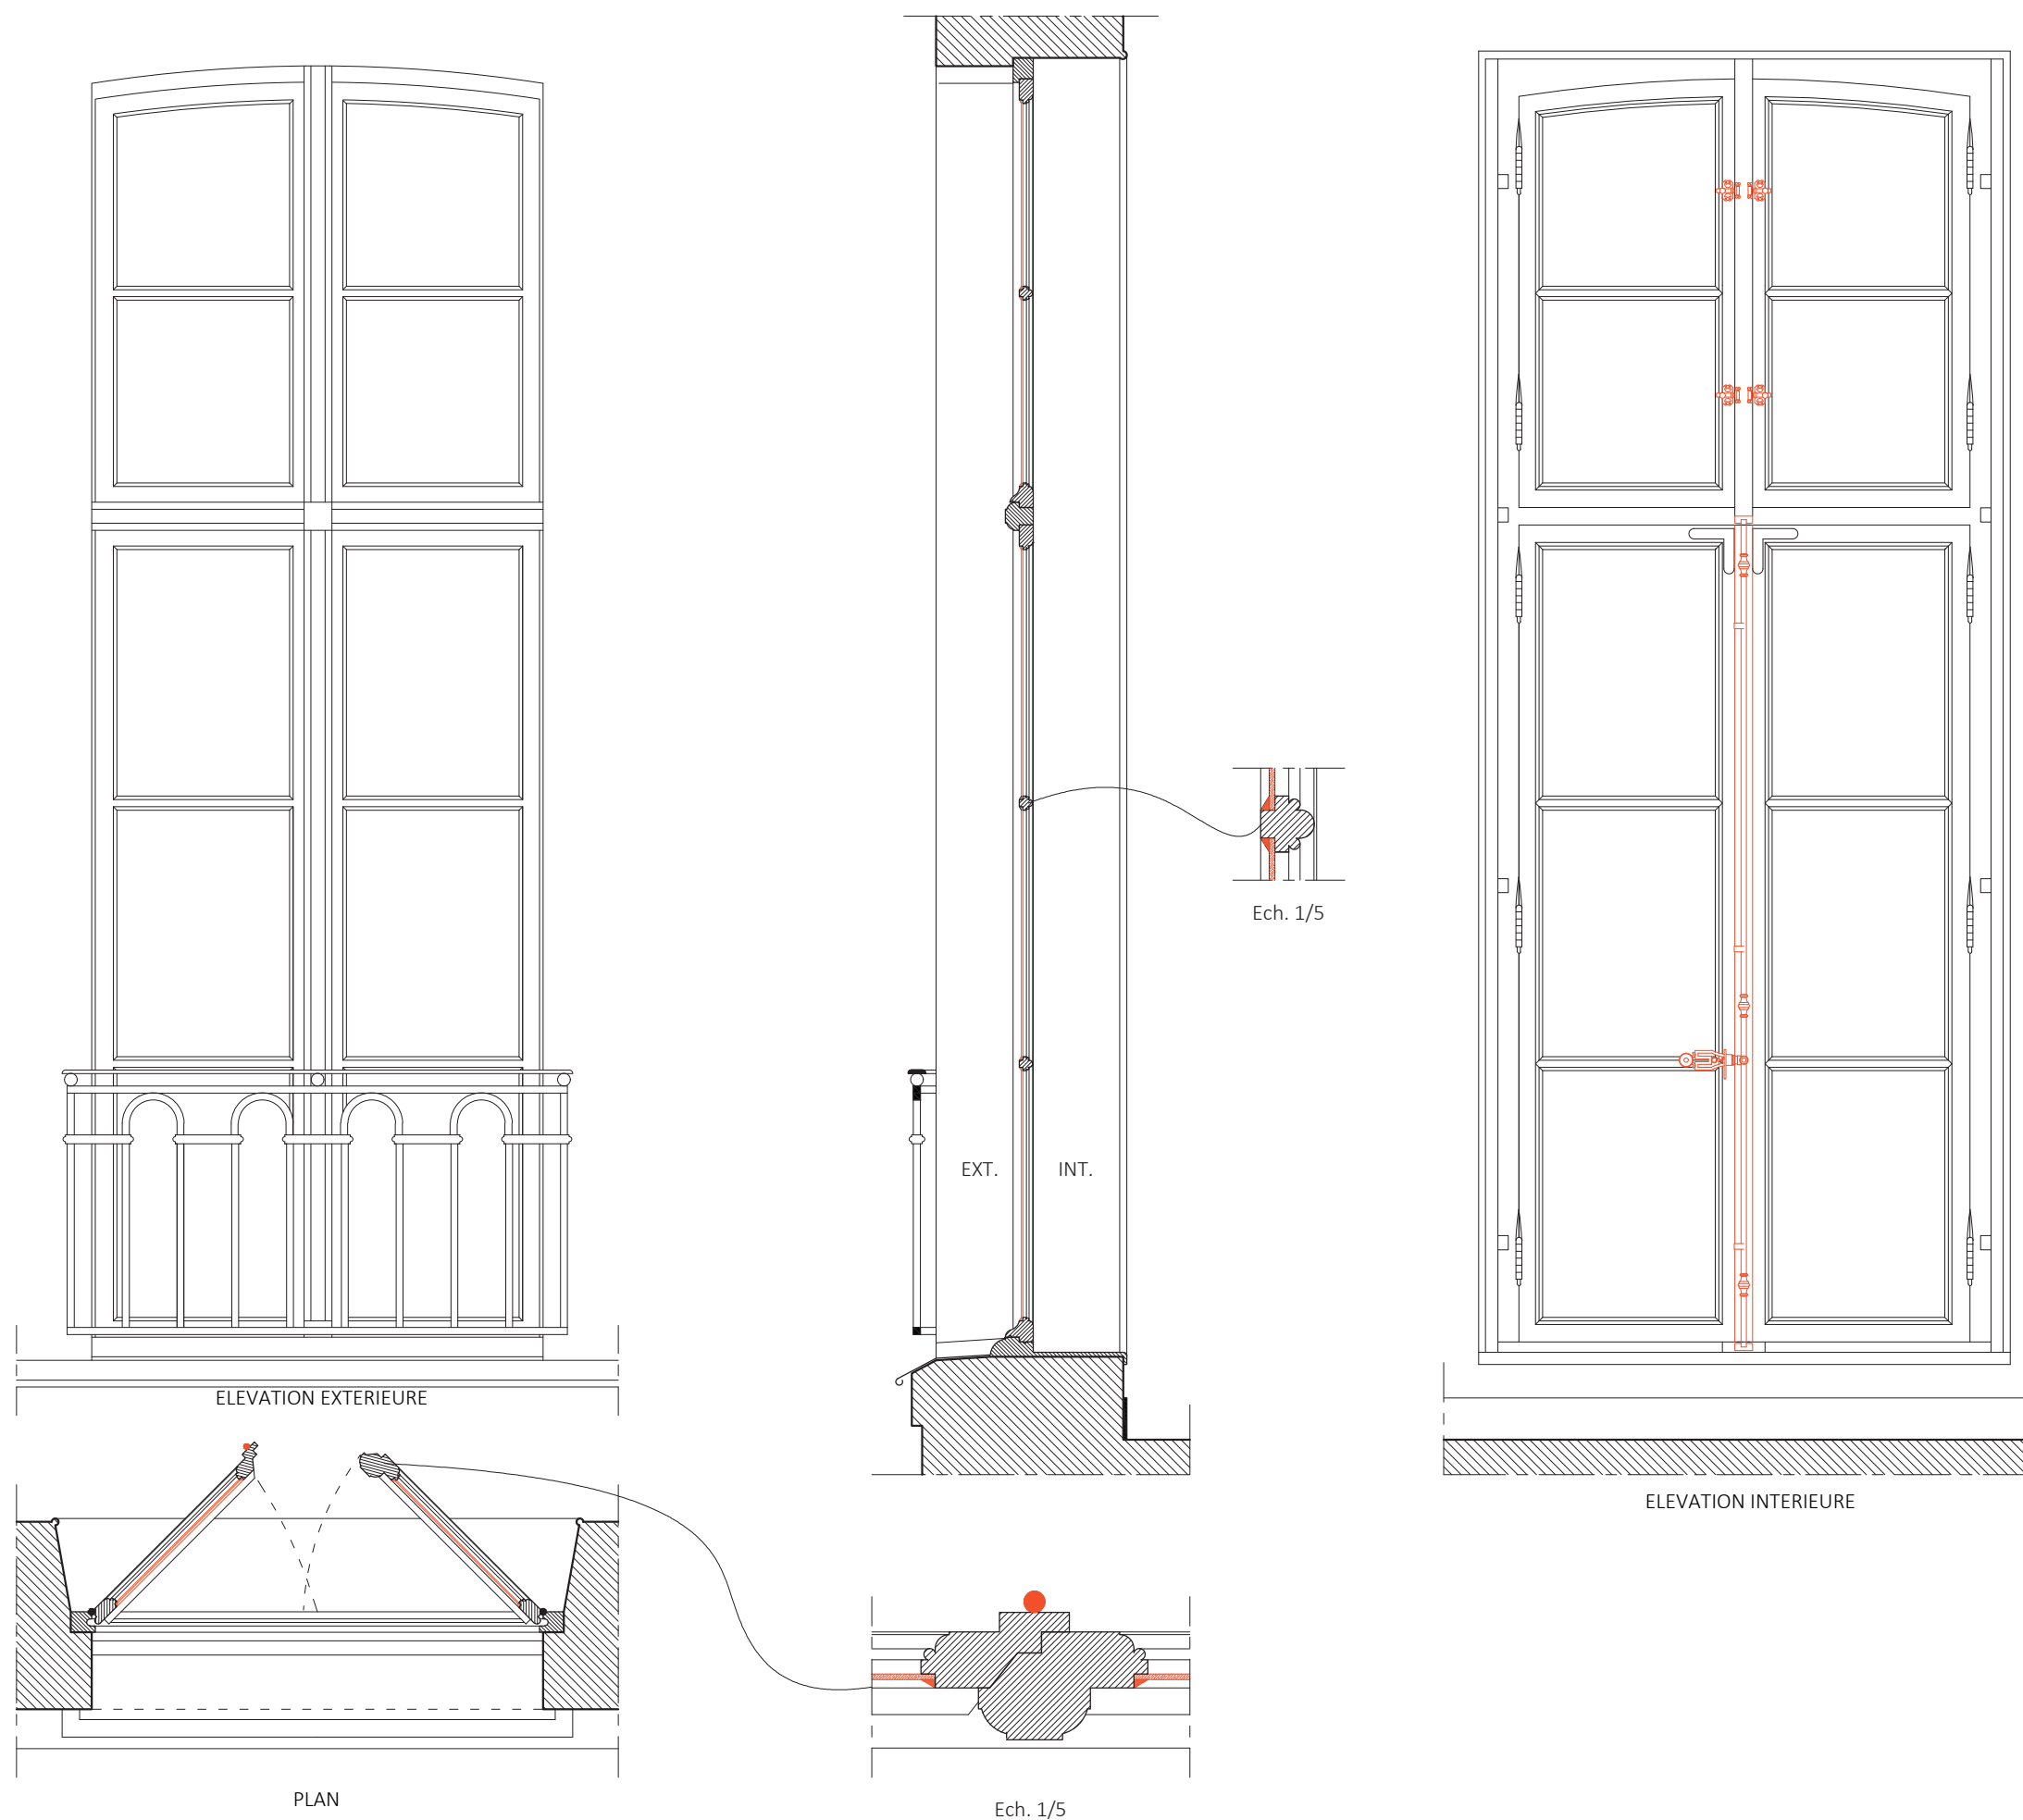 Ech. 1/5
EXT.
INT.
ELEVATION EXTERIEURE
ELEVATION INTERIEURE
PLAN
Ech. 1/5